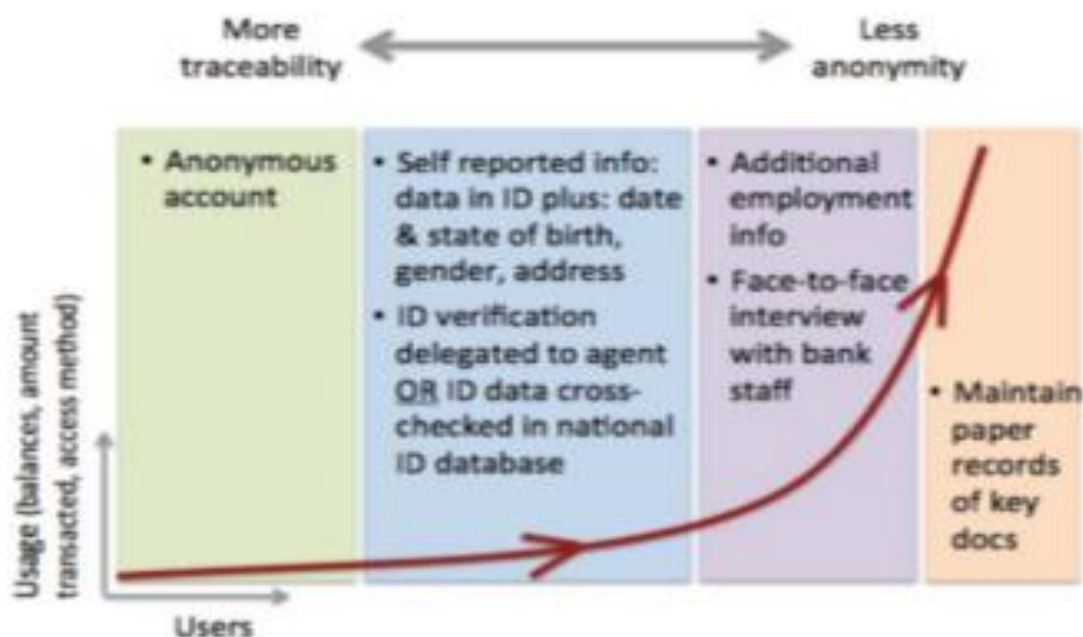 More
traceability
Less
anonymity
• Anonymous
account
• Self reported info:
data in ID plus: date
& state of birth,
gender, address
• ID verification
delegated to agent
OR ID data cross-
checked in national
ID database
• Additional
employment
info
• Face-to-face
interview
with bank
staff
• Maintain
paper
records
of key
docs
Usage (balances, amount
transacted, access method)
Users